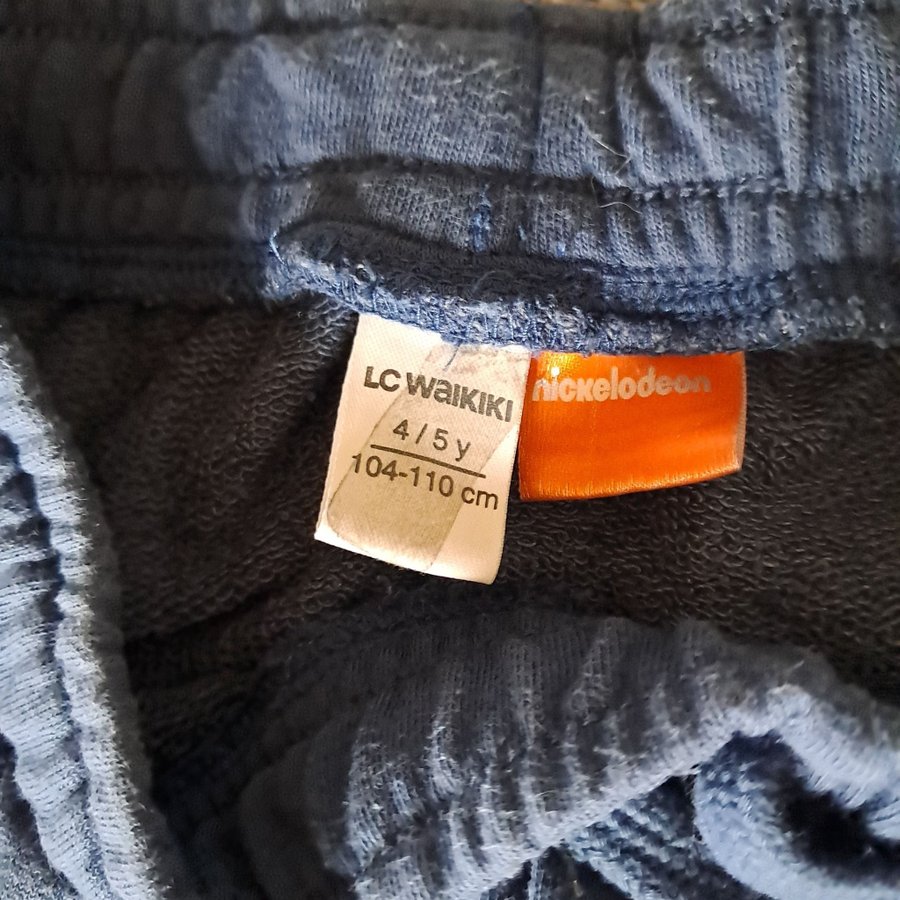 LC WAIKIKI
4/5 y
104-110 cm
nickelodeon